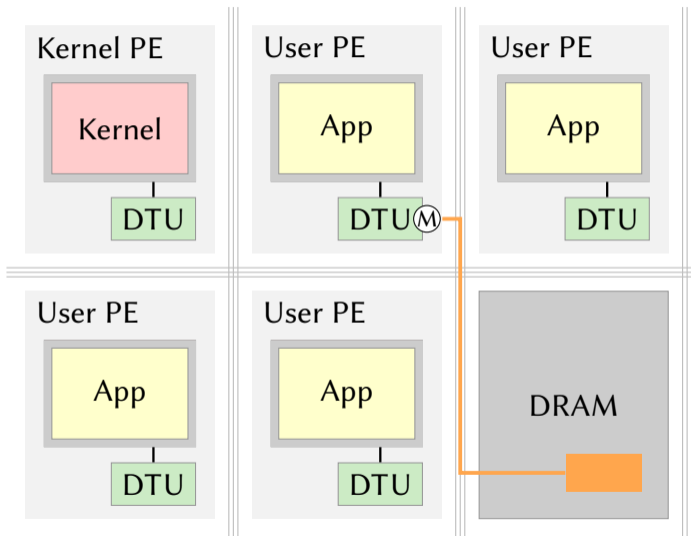 Kernel PE
Kernel
DTU
User PE
App
DTU
M
User PE
App
DTU
User PE
App
DTU
User PE
App
DTU
DRAM